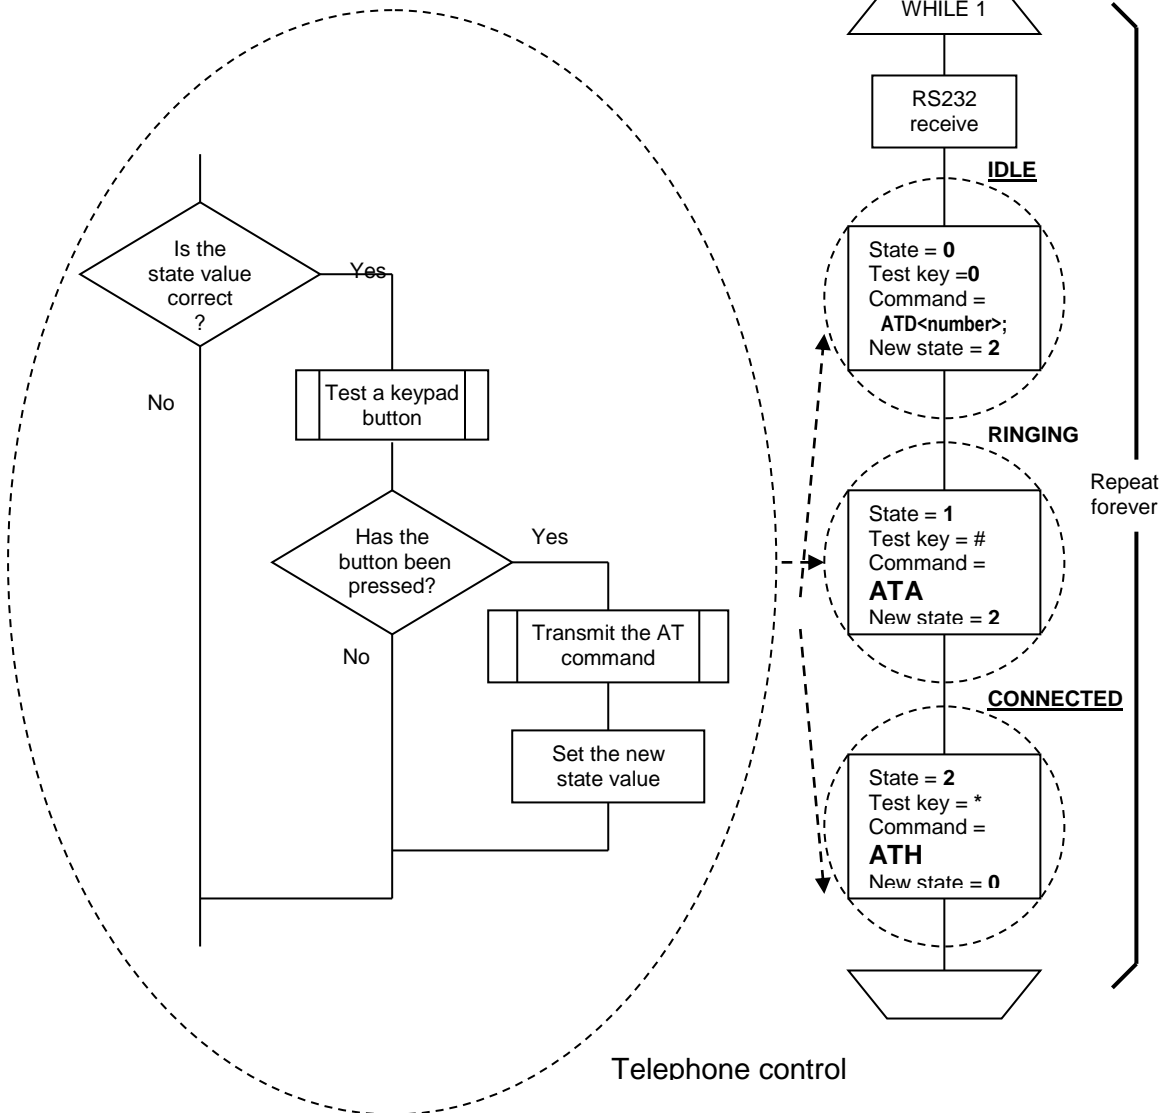 WHILE 1
RS232
receive
IDLE
State = 0
Test key =0
Command =
ATD<number>;
New state = 2
RINGING
State = 1
Test key = #
Command =
ATA
New state = 2
CONNECTED
State = 2
Test key = *
Command =
ATH
New state = 0
Repeat
forever
Is the
state value
correct
?
Yes
No
Test a keypad
button
Has the
button been
pressed?
Yes
No
Transmit the AT
command
Set the new
state value
Telephone control